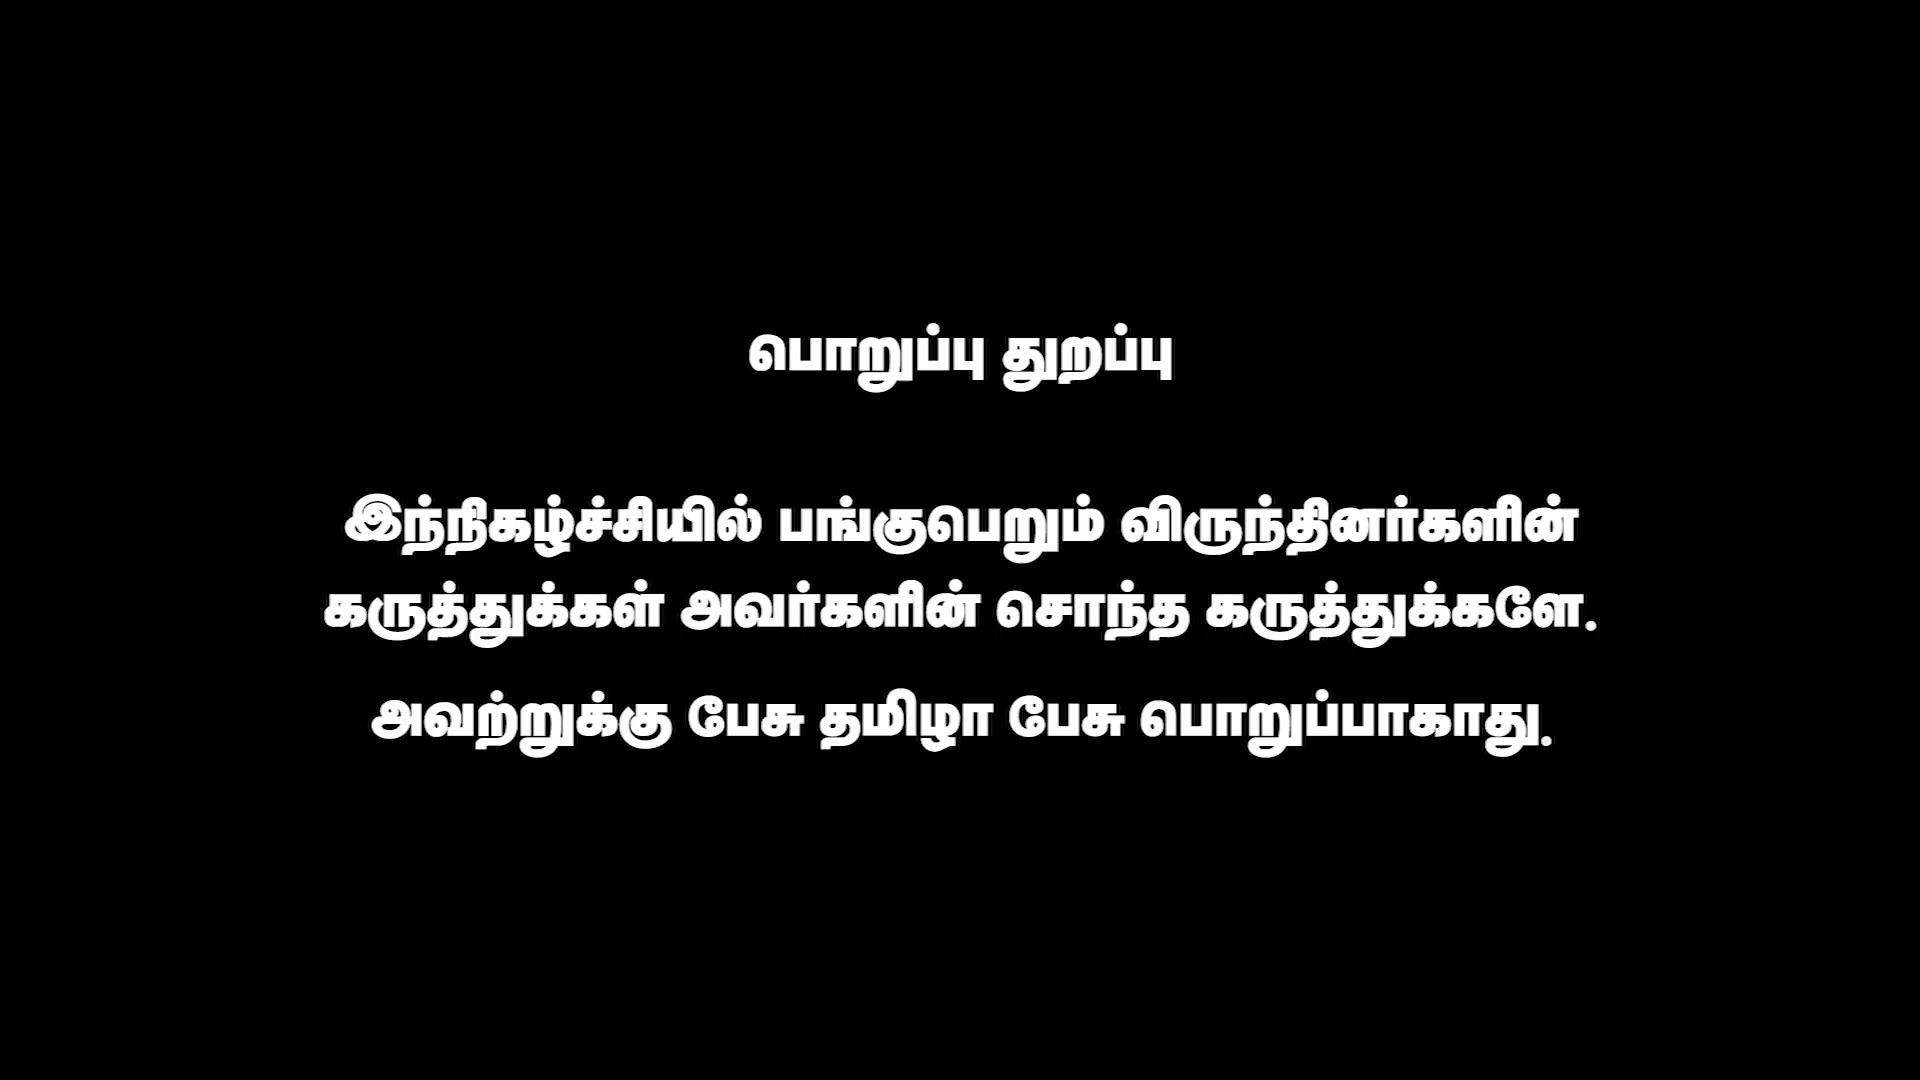 பொறுப்பு துறப்பு
இந்நிகழ்ச்சியில் பங்குபெறும் விருந்தினர்களின்
கருத்துக்கள் அவர்களின் சொந்த கருத்துக்களே.
அவற்றுக்கு பேசு தமிழா பேசு பொறுப்பாகாது.